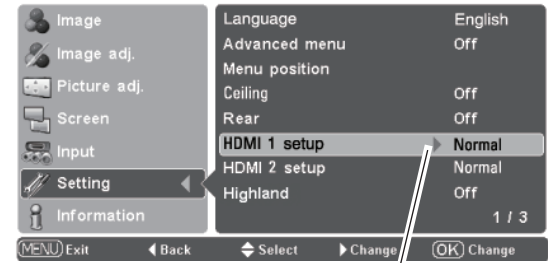 Image
Image adj.
Picture adj.
Screen
Input
Setting
Information
Language English
Advanced menu Off
Menu position
Ceiling Off
Rear Off
HDMI 1 setup Normal
HDMI 2 setup Normal
Highland Off
1 / 3
MENU Exit Back Select Change OK Change